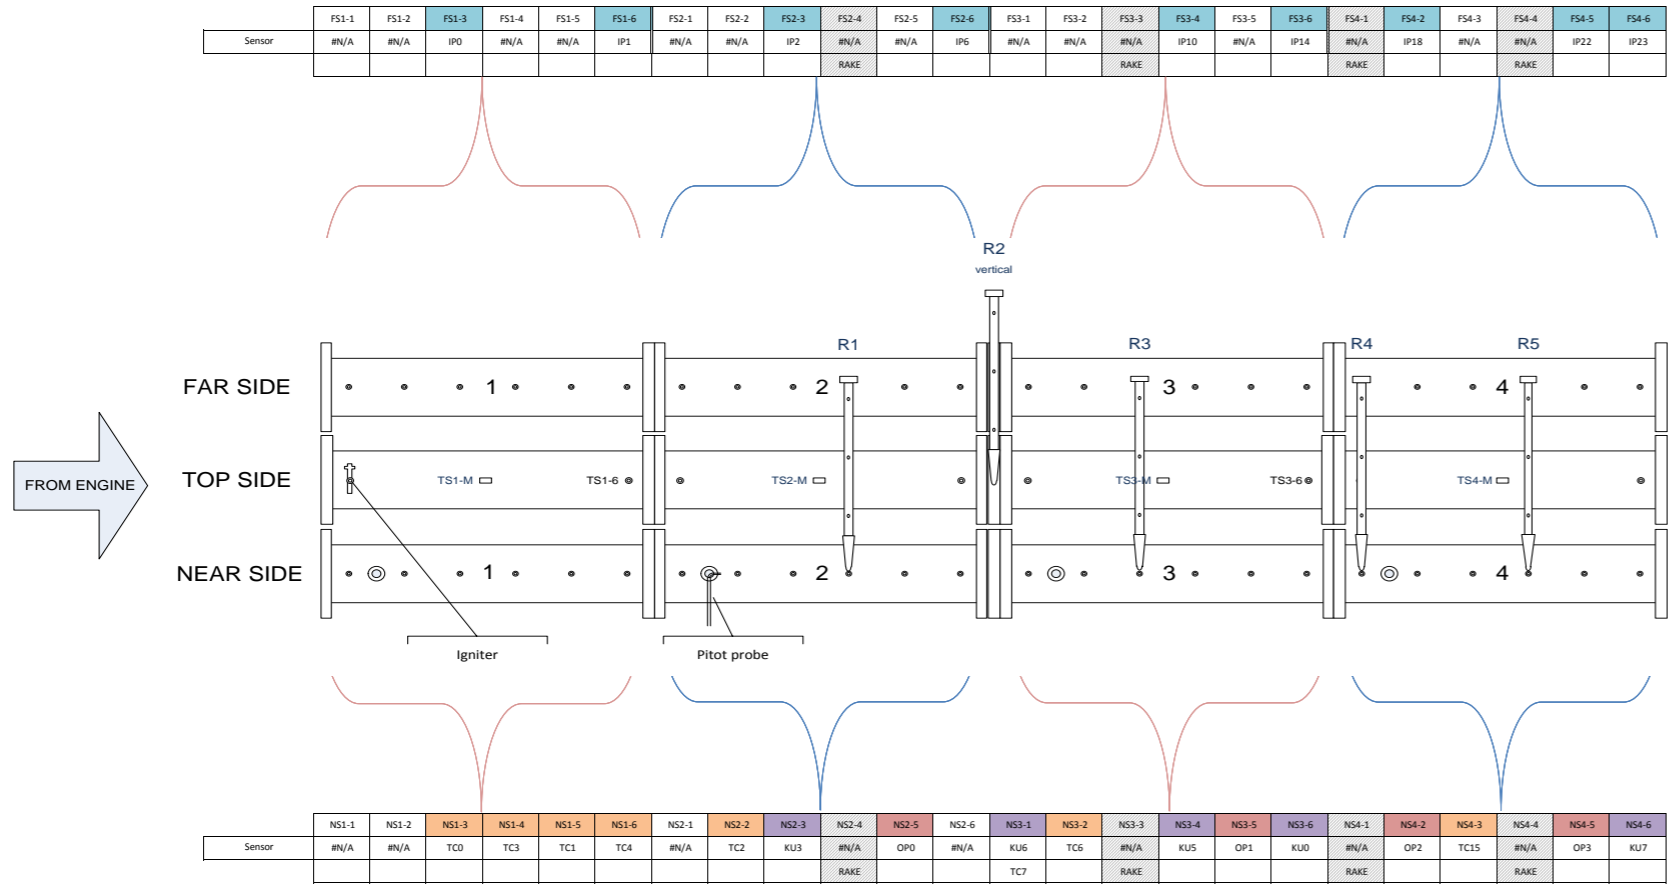 FS1-1 FS1-2 FS1-3 FS1-4 FS1-5 FS1-6 FS2-1 FS2-2 FS2-3 FS2-4 FS2-5 FS2-6 FS3-1 FS3-2 FS3-3 FS3-4 FS3-5 FS3-6 FS4-1 FS4-2 FS4-3 FS4-4 FS4-5 FS4-6
Sensor #N/A #N/A IP0 #N/A #N/A IP1 #N/A #N/A IP2 #N/A #N/A IP6 #N/A #N/A #N/A IP10 #N/A IP14 #N/A IP18 #N/A #N/A IP22 IP23
RAKE RAKE RAKE RAKE
R2
vertical
R1 R3 R4 R5
FAR SIDE 1 2 3 4
FROM ENGINE TOP SIDE TS1-M TS1-6 TS2-M TS3-M TS3-6 TS4-M
NEAR SIDE 1 2 3 4
Igniter Pitot probe
NS1-1 NS1-2 NS1-3 NS1-4 NS1-5 NS1-6 NS2-1 NS2-2 NS2-3 NS2-4 NS2-5 NS2-6 NS3-1 NS3-2 NS3-3 NS3-4 NS3-5 NS3-6 NS4-1 NS4-2 NS4-3 NS4-4 NS4-5 NS4-6
Sensor #N/A #N/A TC0 TC3 TC1 TC4 #N/A TC2 KU3 #N/A OP0 #N/A KU6 TC6 #N/A KU5 OP1 KU0 #N/A OP2 TC15 #N/A OP3 KU7
RAKE TC7 RAKE RAKE RAKE